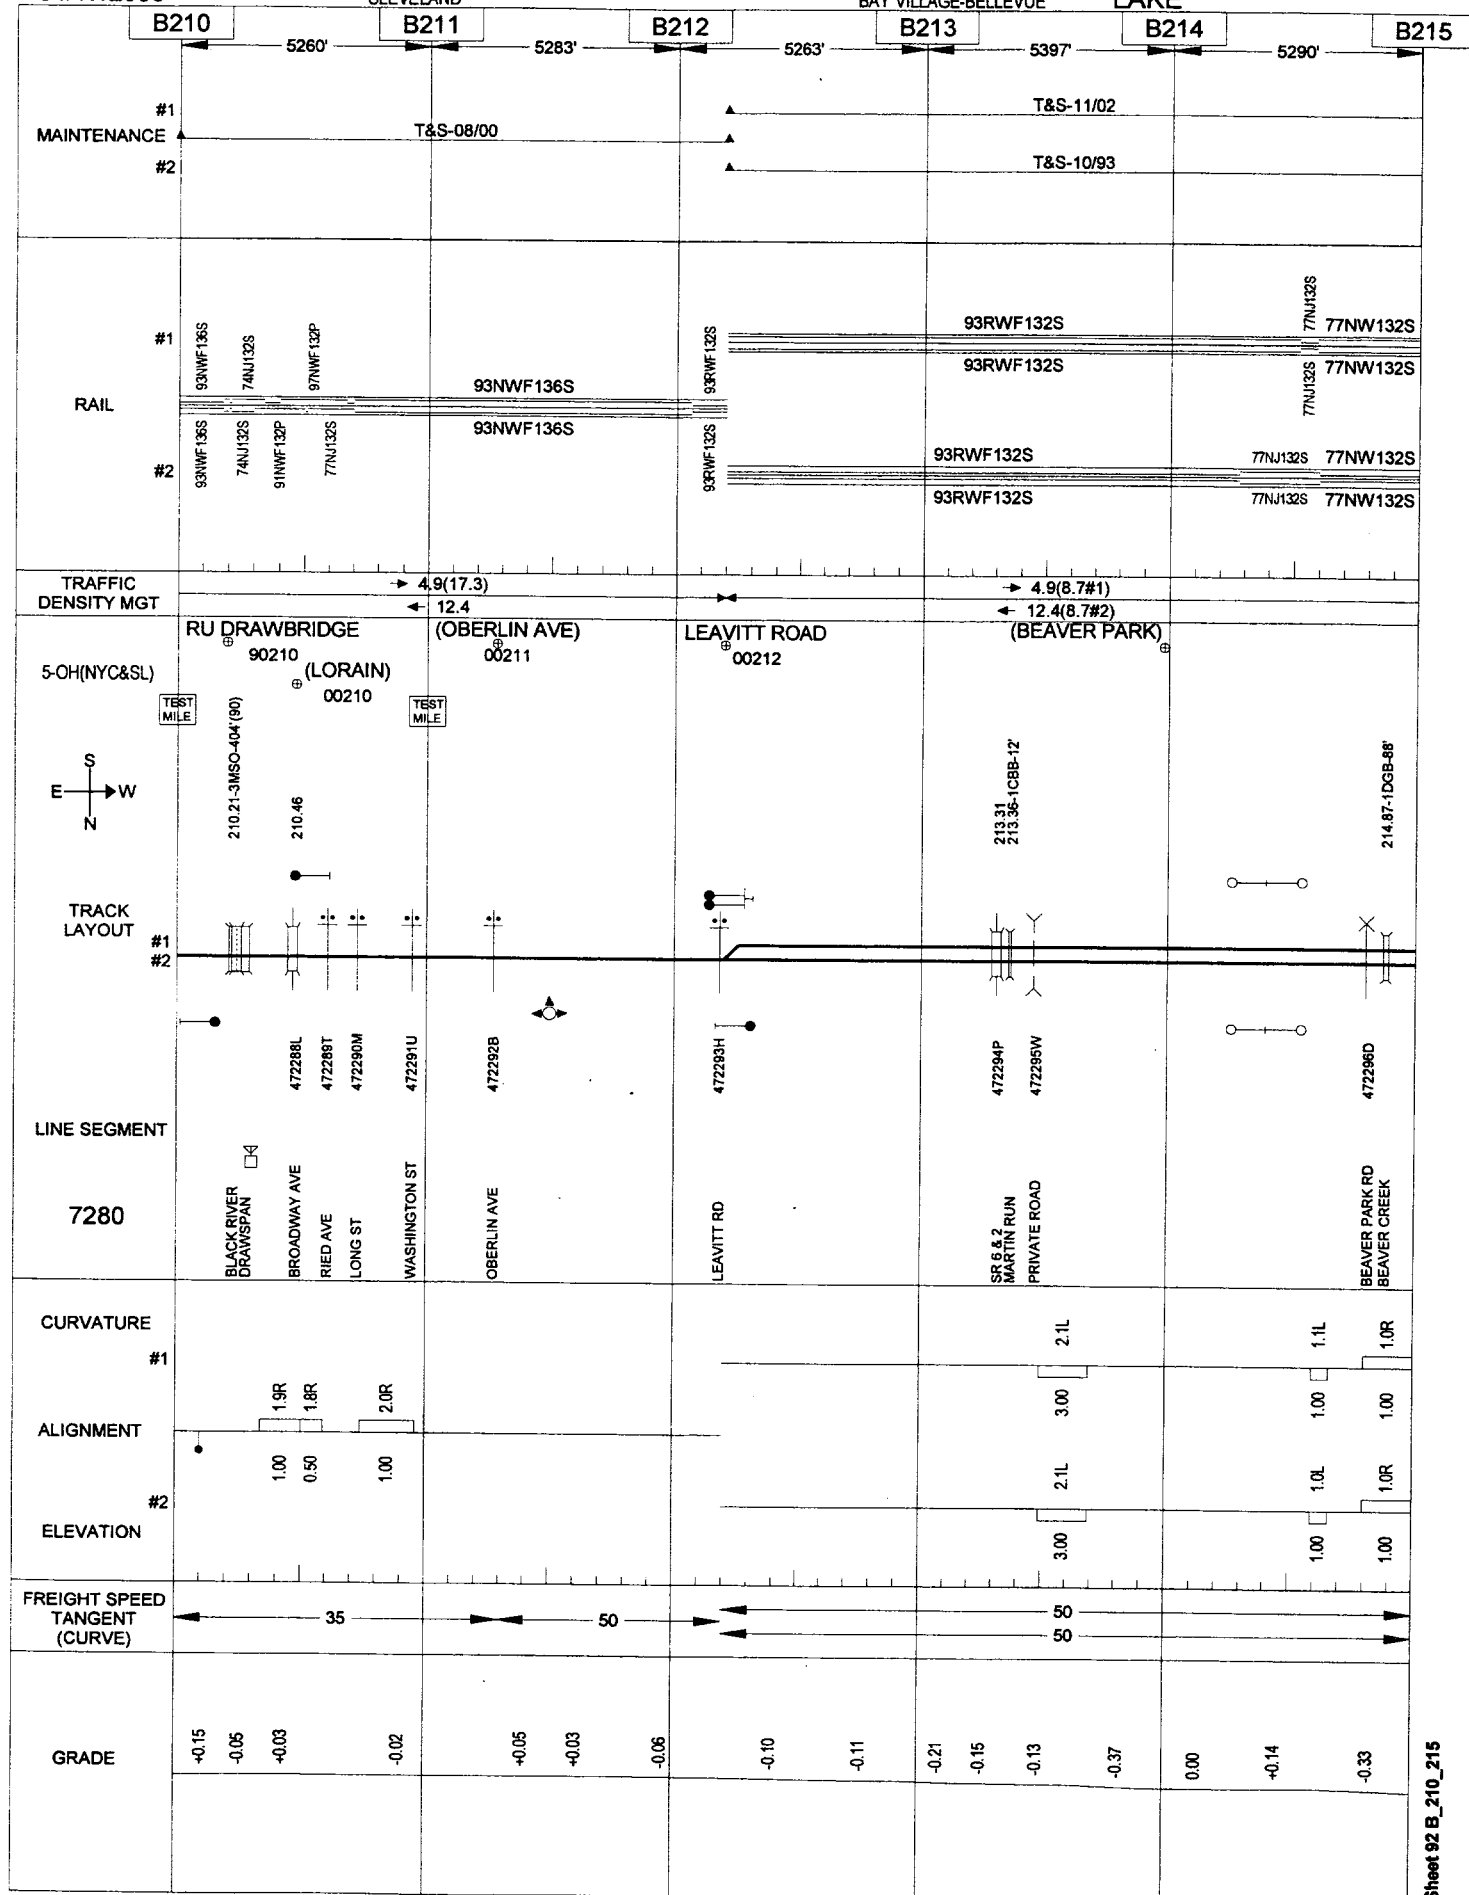 CLEVELAND
BAY VILLAGE-BELLEVUE
LAKE
B210 B211 B212 B213 B214 B215
5260' 5283' 5263' 5397' 5290'
#1 T&S-11/02
MAINTENANCE T&S-08/00
#2 T&S-10/93
RAIL
#1
93NWF136S
74NJ132S
97NWF132P
93NWF136S
93RWF132S
93RWF132S
77NJ132S
77NW132S
93RWF132S
77NJ132S
77NW132S
93NWF136S
74NJ132S
91NWF132P
77NJ132S
93NWF136S
93RWF132S
#2
93RWF132S
77NJ132S
77NW132S
93RWF132S
77NJ132S
77NW132S
TRAFFIC
DENSITY MGT
4.9(17.3) 4.9(8.7#1)
12.4 12.4(8.7#2)
5-OH(NYC&SL)
RU DRAWBRIDGE
90210
(LORAIN)
00210
(OBERLIN AVE)
00211
LEAVITT ROAD
00212
(BEAVER PARK)
TEST
MILE
TEST
MILE
S
E W
N
210.21-3MSO-404'(90)
210.46
213.31
213.36-1CBB-12'
214.87-1DGB-88'
TRACK
LAYOUT
#1
#2
472288L
472289T
472290M
472291U
472292B
472293H
472294P
472295W
472296D
LINE SEGMENT
7280
BLACK RIVER
DRAWSPAN
BROADWAY AVE
RIED AVE
LONG ST
WASHINGTON ST
OBERLIN AVE
LEAVITT RD
SR 6 & 2
MARTIN RUN
PRIVATE ROAD
BEAVER PARK RD
BEAVER CREEK
CURVATURE
#1
2.1L 1.1L 1.0R
3.00 1.00 1.00
ALIGNMENT
1.9R 1.8R 2.0R
1.00 0.50 1.00
#2
2.1L 1.0L 1.0R
ELEVATION
3.00 1.00 1.00
FREIGHT SPEED
TANGENT
(CURVE)
35 50 50
50
GRADE
+0.15 -0.05 +0.03 -0.02 +0.05 +0.03 -0.06 -0.10 -0.11 -0.21 -0.15 -0.13 -0.37 0.00 +0.14 -0.33
Sheet 92 B_210_215